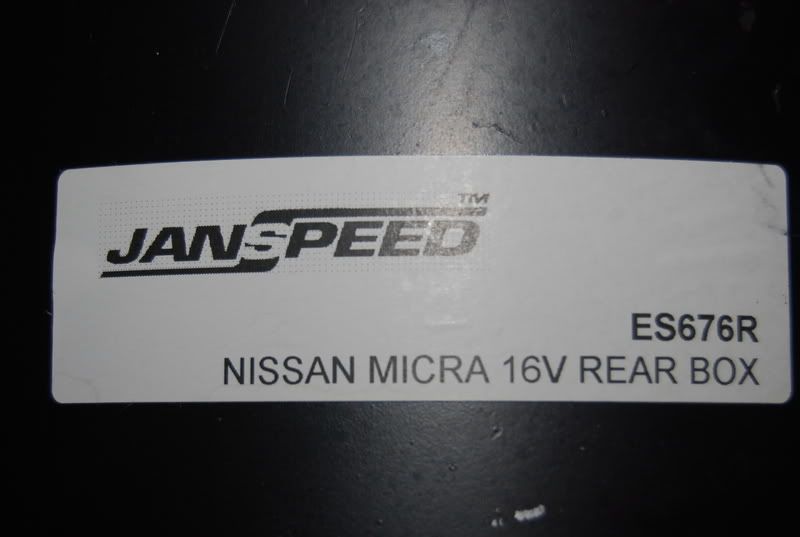 JANSPEED™
ES676R
NISSAN MICRA 16V REAR BOX